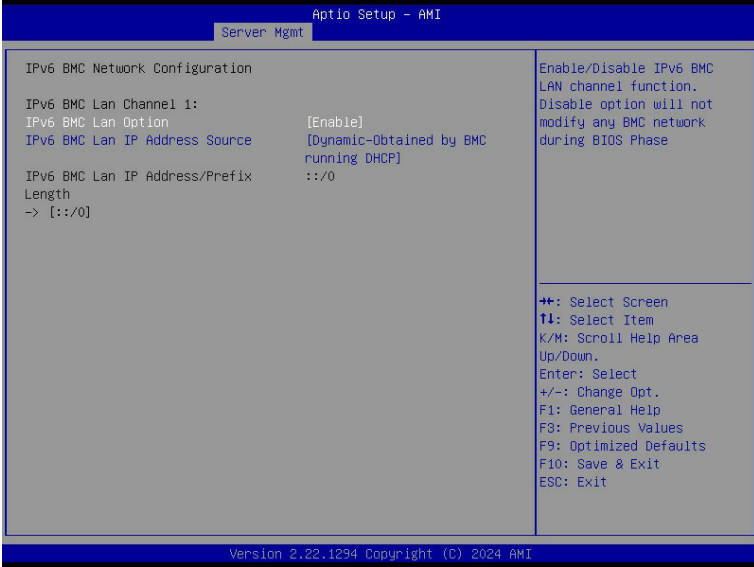 Aptio Setup – AMI
Server Mgmt
IPv6 BMC Network Configuration
IPv6 BMC Lan Channel 1:
IPv6 BMC Lan Option [Enable]
IPv6 BMC Lan IP Address Source [Dynamic-Obtained by BMC
running DHCP]
IPv6 BMC Lan IP Address/Prefix ::/0
Length
-> [::/0]
Enable/Disable IPv6 BMC
LAN channel function.
Disable option will not
modify any BMC network
during BIOS Phase
→←: Select Screen
↑↓: Select Item
K/M: Scroll Help Area
Up/Down.
Enter: Select
+/-: Change Opt.
F1: General Help
F3: Previous Values
F9: Optimized Defaults
F10: Save & Exit
ESC: Exit
Version 2.22.1294 Copyright (C) 2024 AMI